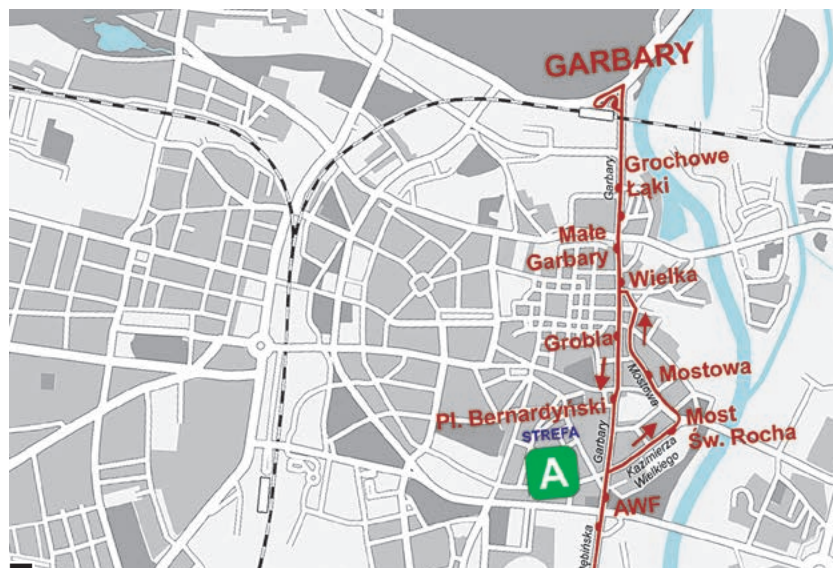 GARBARY
Garbary
Grochowe
Łąki
Małe
Garbary
Wielka
Grobla
Mostowa
Mostowa
Pl. Bernardyński
Most
Św. Rocha
STREFA
A
Garbary
Kazimierza
Wielkiego
AWF